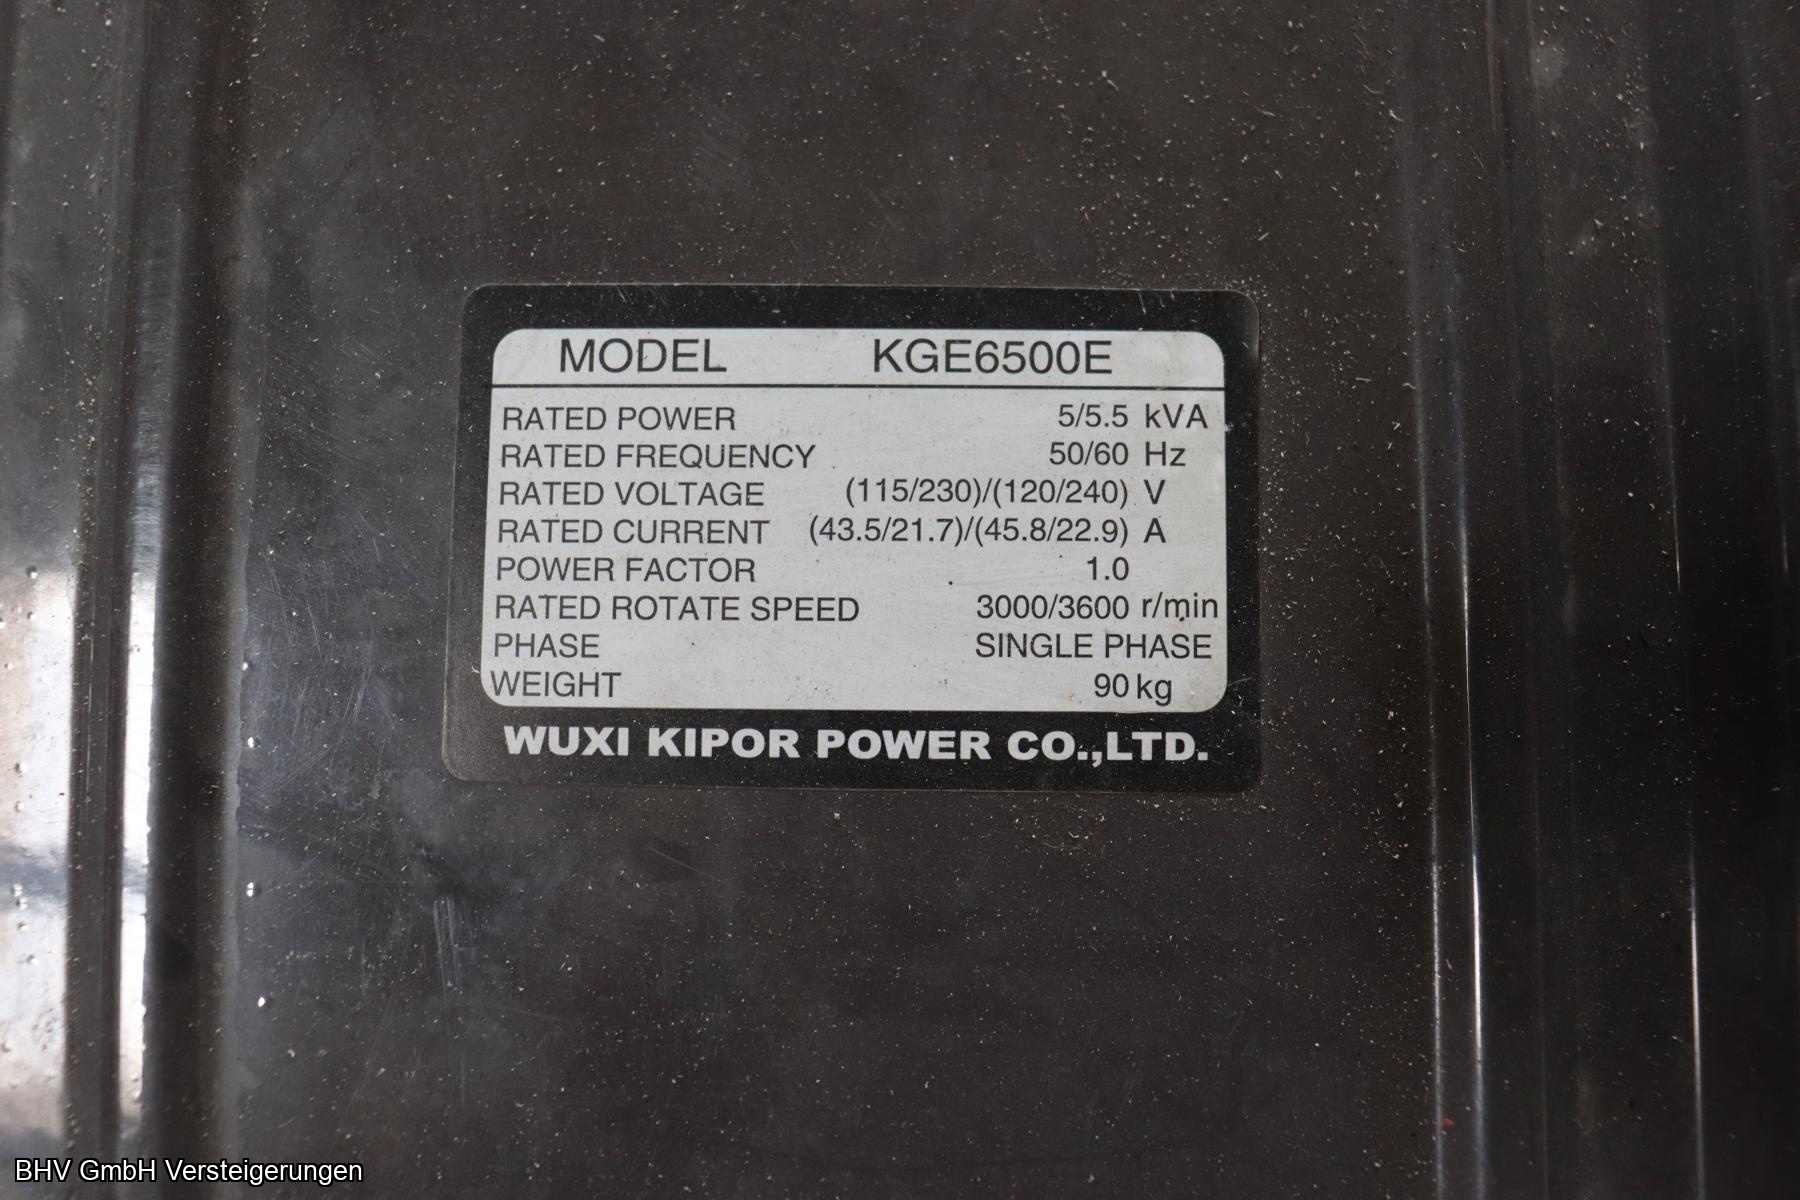 MODEL KGE6500E
RATED POWER 5/5.5 kVA
RATED FREQUENCY 50/60 Hz
RATED VOLTAGE (115/230)/(120/240) V
RATED CURRENT (43.5/21.7)/(45.8/22.9) A
POWER FACTOR 1.0
RATED ROTATE SPEED 3000/3600 r/min
PHASE SINGLE PHASE
WEIGHT 90 kg
WUXI KIPOR POWER CO.,LTD.
BHV GmbH Versteigerungen